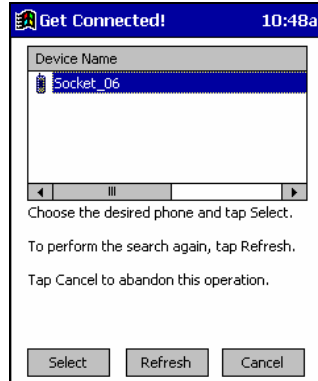 Get Connected! 10:48a
Device Name
Socket_06
Choose the desired phone and tap Select.
To perform the search again, tap Refresh.
Tap Cancel to abandon this operation.
Select Refresh Cancel